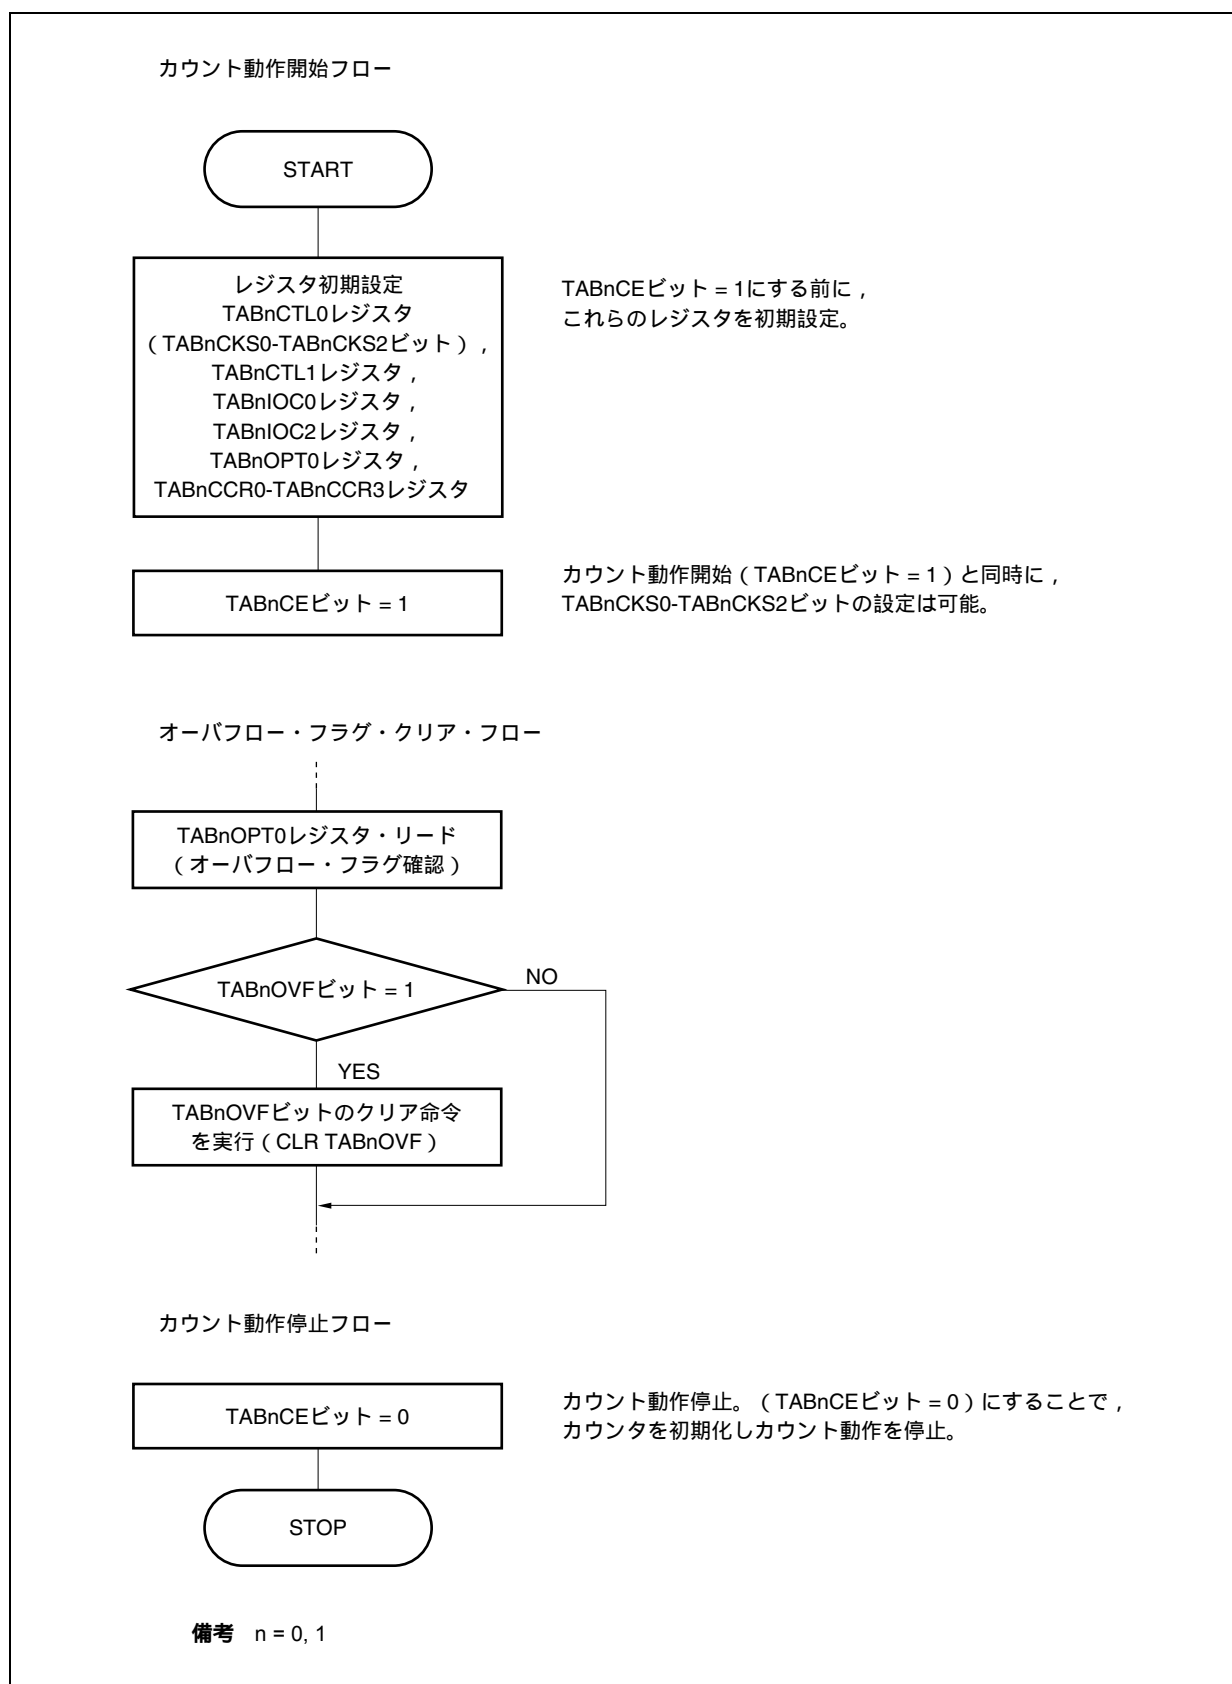 カウント動作開始フロー
START
レジスタ初期設定
TABnCTL0レジスタ
（TABnCKS0-TABnCKS2ビット），
TABnCTL1レジスタ，
TABnIOC0レジスタ，
TABnIOC2レジスタ，
TABnOPT0レジスタ，
TABnCCR0-TABnCCR3レジスタ
TABnCEビット = 1にする前に，
これらのレジスタを初期設定。
TABnCEビット = 1
カウント動作開始（TABnCEビット = 1）と同時に，
TABnCKS0-TABnCKS2ビットの設定は可能。
オーバフロー・フラグ・クリア・フロー
TABnOPT0レジスタ・リード
（オーバフロー・フラグ確認）
TABnOVFビット = 1
NO
YES
TABnOVFビットのクリア命令
を実行（CLR TABnOVF）
カウント動作停止フロー
TABnCEビット = 0
カウント動作停止。（TABnCEビット = 0）にすることで，
カウンタを初期化しカウント動作を停止。
STOP
備考 n = 0, 1